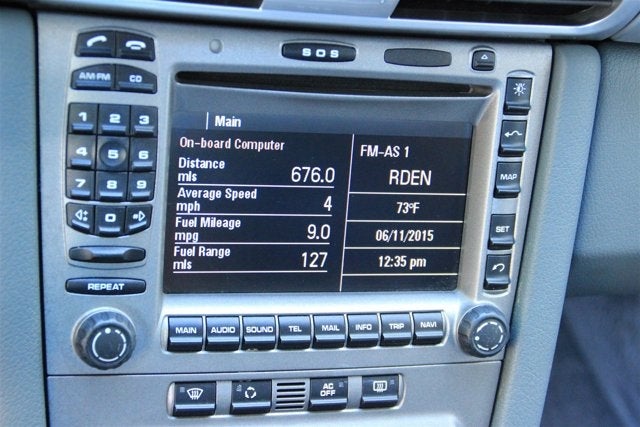 SOS
AM·FM CD
1 2 3
4 5 6
7 8 9
0
REPEAT
Main
On-board Computer
Distance
mls 676.0
Average Speed
mph 4
Fuel Mileage
mpg 9.0
Fuel Range
mls 127
FM-AS 1
RDEN
73°F
06/11/2015
12:35 pm
MAP
SET
MAIN AUDIO SOUND TEL MAIL INFO TRIP NAVI
AC
OFF